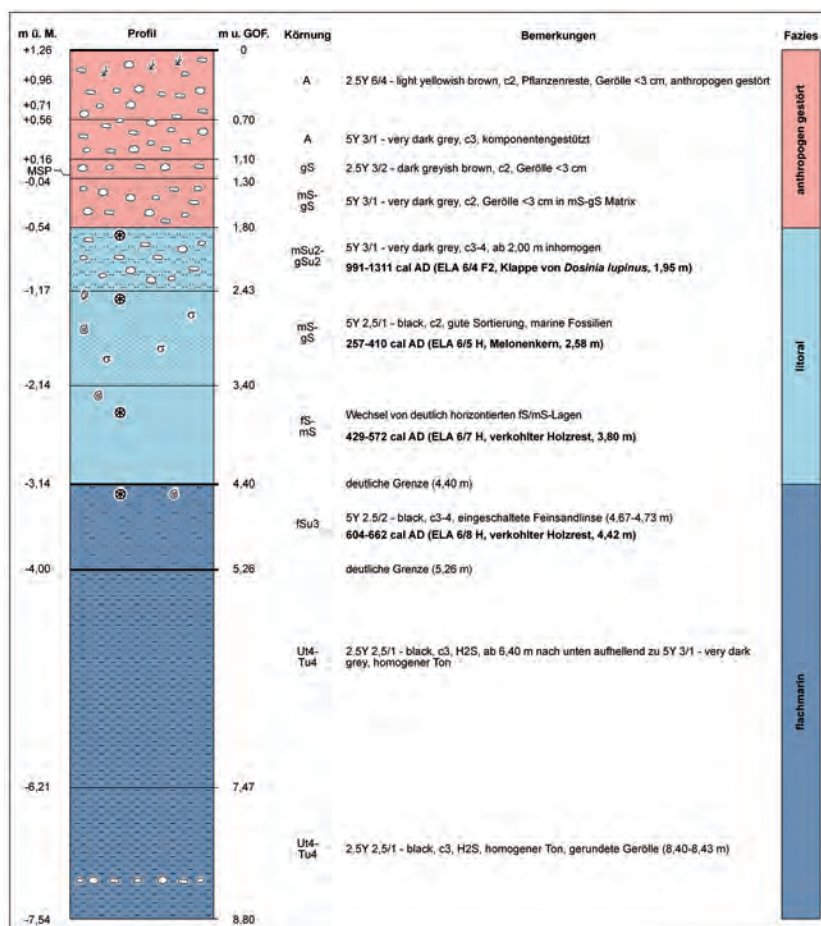 m ü. M. Profil m u. GOF. Körnung Bemerkungen Fazies
+1,26 0
+0,96 A 2.5Y 6/4 - light yellowish brown, c2, Pflanzenreste, Gerölle <3 cm, anthropogen gestört
+0,71
+0,56 0,70
A 5Y 3/1 - very dark grey, c3, komponentengestützt
+0,16 1,10
MSP gS 2.5Y 3/2 - dark greyish brown, c2, Gerölle <3 cm
-0,04 1,30
mS-
gS 5Y 3/1 - very dark grey, c2, Gerölle <3 cm in mS-gS Matrix
-0,54 1,80
anthropogen gestört
mSu2-
gSu2 5Y 3/1 - very dark grey, c3-4, ab 2,00 m inhomogen
991-1311 cal AD (ELA 6/4 F2, Klappe von Dosinia lupinus, 1,95 m)
-1,17 2,43
mS-
gS 5Y 2,5/1 - black, c2, gute Sortierung, marine Fossilien
257-410 cal AD (ELA 6/5 H, Melonenkern, 2,58 m)
-2,14 3,40
fS-
mS Wechsel von deutlich horizontierten fS/mS-Lagen
429-572 cal AD (ELA 6/7 H, verkohlter Holzrest, 3,80 m)
litoral
-3,14 4,40 deutliche Grenze (4,40 m)
fSu3 5Y 2.5/2 - black, c3-4, eingeschaltete Feinsandlinse (4,67-4,73 m)
604-662 cal AD (ELA 6/8 H, verkohlter Holzrest, 4,42 m)
-4,00 5,26 deutliche Grenze (5,26 m)
Ut4-
Tu4 2.5Y 2,5/1 - black, c3, H2S, ab 6,40 m nach unten aufhellend zu 5Y 3/1 - very dark
grey, homogener Ton
-6,21 7,47
Ut4-
Tu4 2,5Y 2,5/1 - black, c3, H2S, homogener Ton, gerundete Gerölle (8,40-8,43 m)
flachmarin
-7,54 8,80